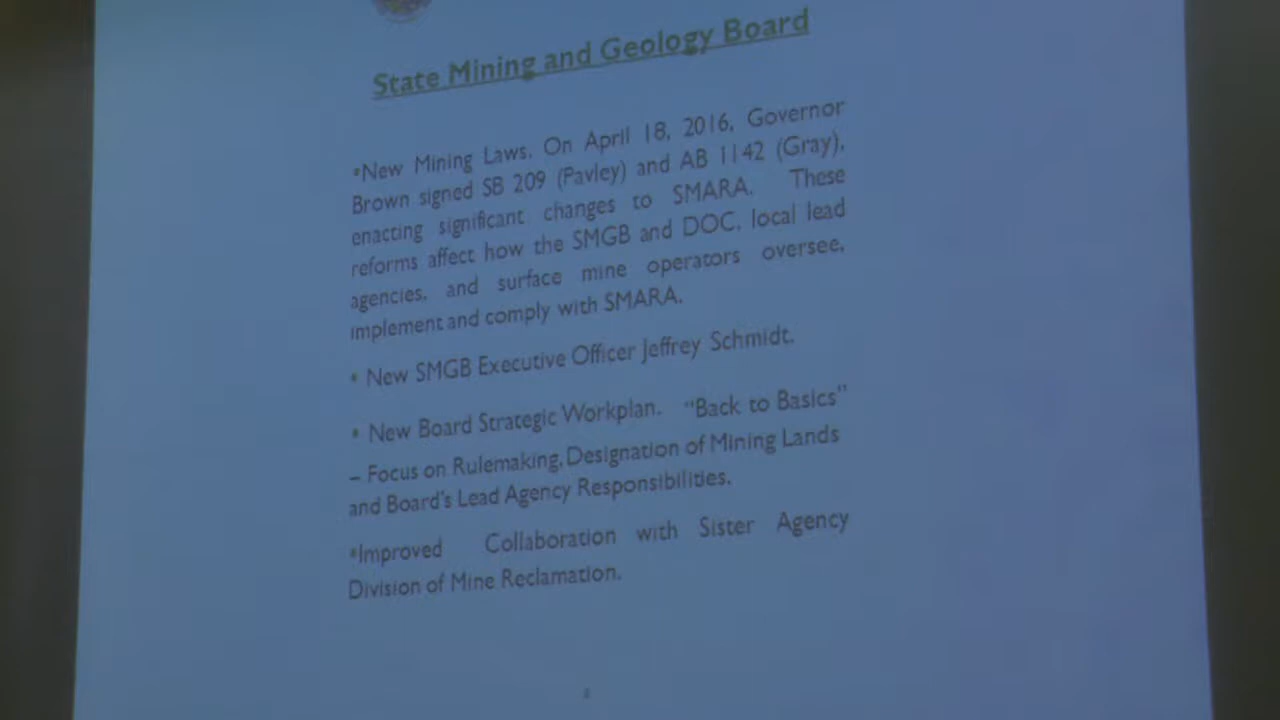 State Mining and Geology Board
•New Mining Laws. On April 18, 2016, Governor
Brown signed SB 209 (Pavley) and AB 1142 (Gray),
enacting significant changes to SMARA. These
reforms affect how the SMGB and DOC, local lead
agencies, and surface mine operators oversee,
implement and comply with SMARA.
• New SMGB Executive Officer Jeffrey Schmidt.
• New Board Strategic Workplan. “Back to Basics”
– Focus on Rulemaking, Designation of Mining Lands
and Board's Lead Agency Responsibilities.
•Improved Collaboration with Sister Agency
Division of Mine Reclamation.